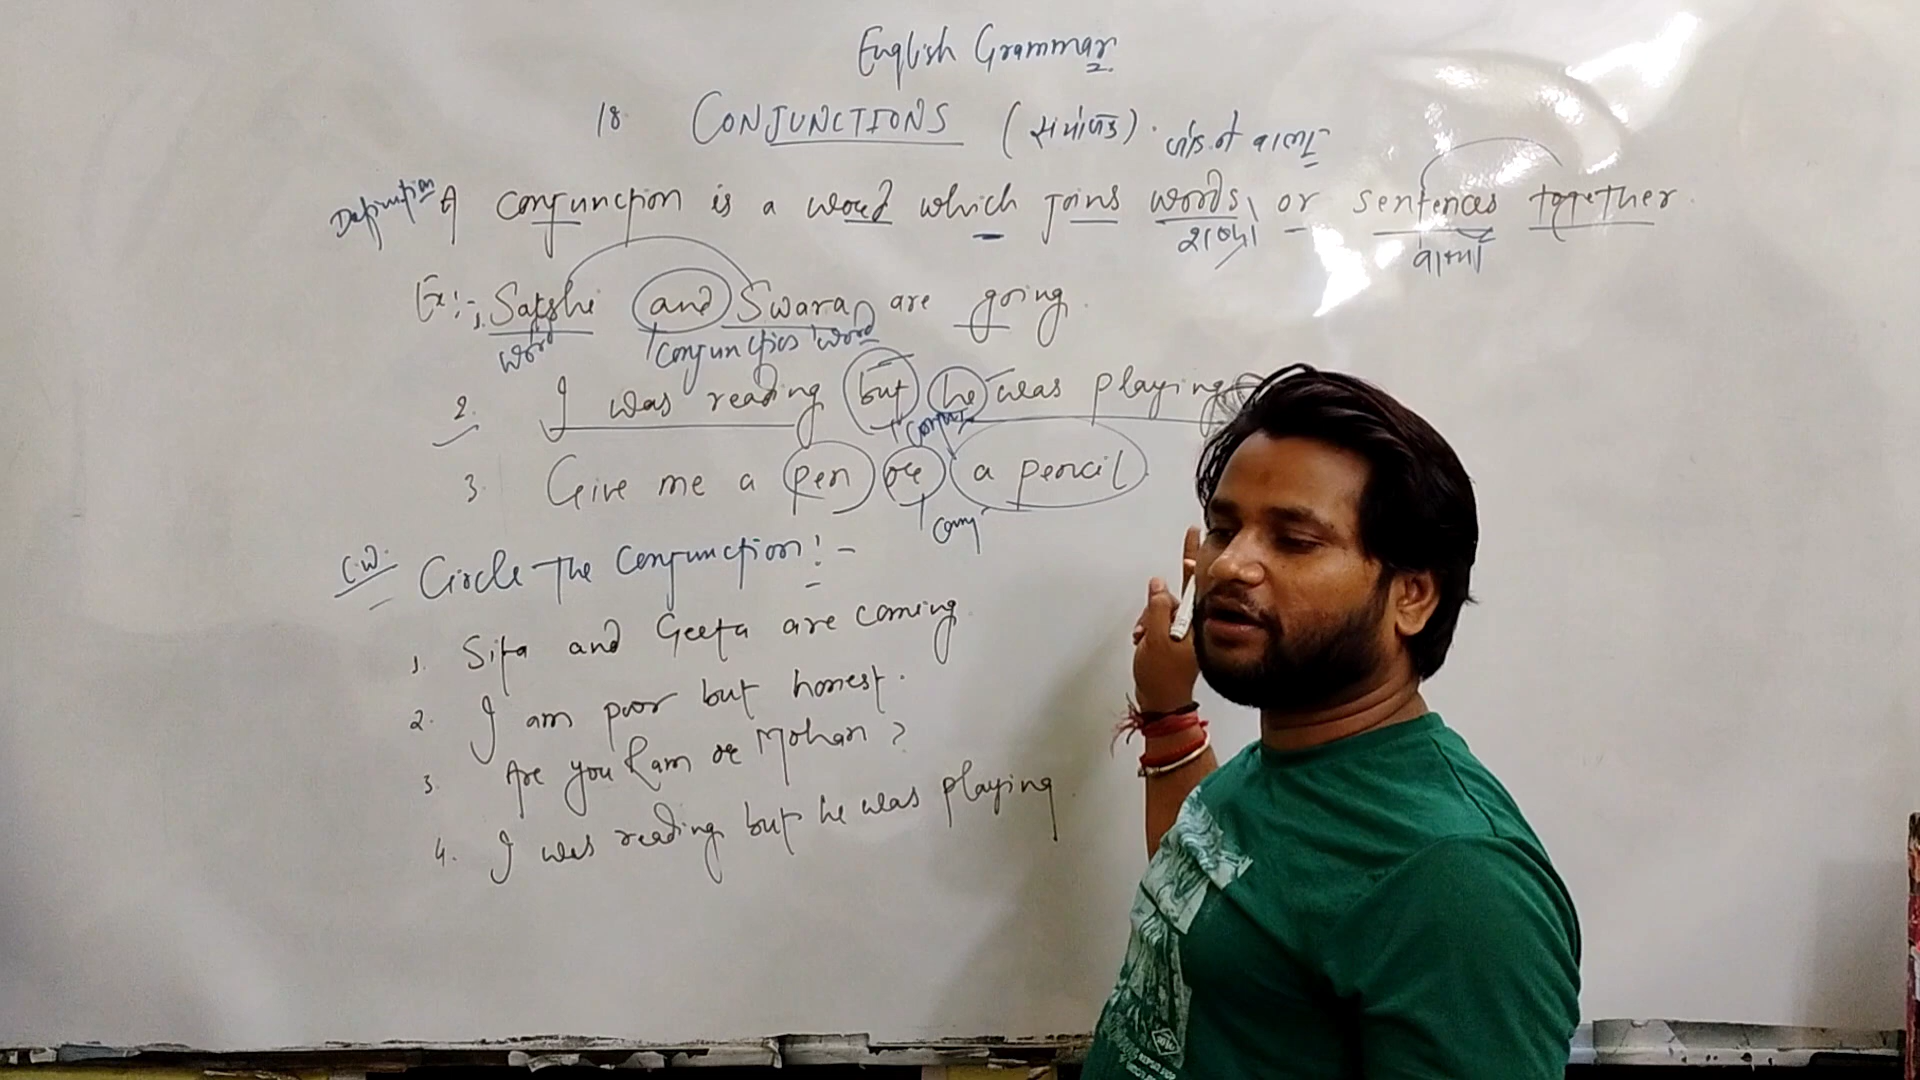 English Grammar
18 CONJUNCTIONS (संयोजक) जोड़ने वाला
Definition A conjunction is a word which joins words, or sentences together
शब्दों वाक्यों
Ex:- 1. Sakshi and Swara are going.
word conjunctions word
2. I was reading but he was playing
conj
3. Give me a pen or a pencil.
conj
C.W. Circle the Conjunction:-
1. Sita and Geeta are coming.
2. I am poor but honest.
3. Are you Ram or Mohan?
4. I was reading but he was playing.